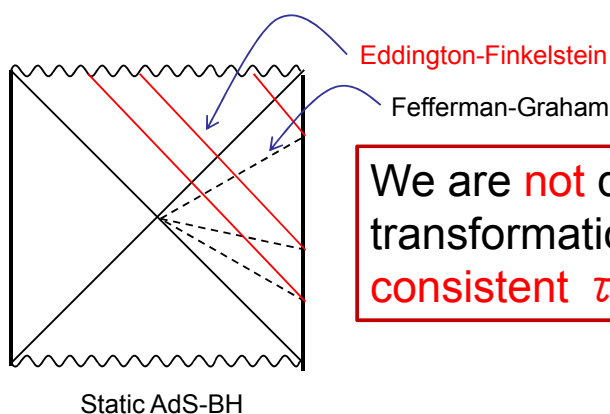 Eddington-Finkelstein
Fefferman-Graham
We are not
transformatio
consistent τ
Static AdS-BH